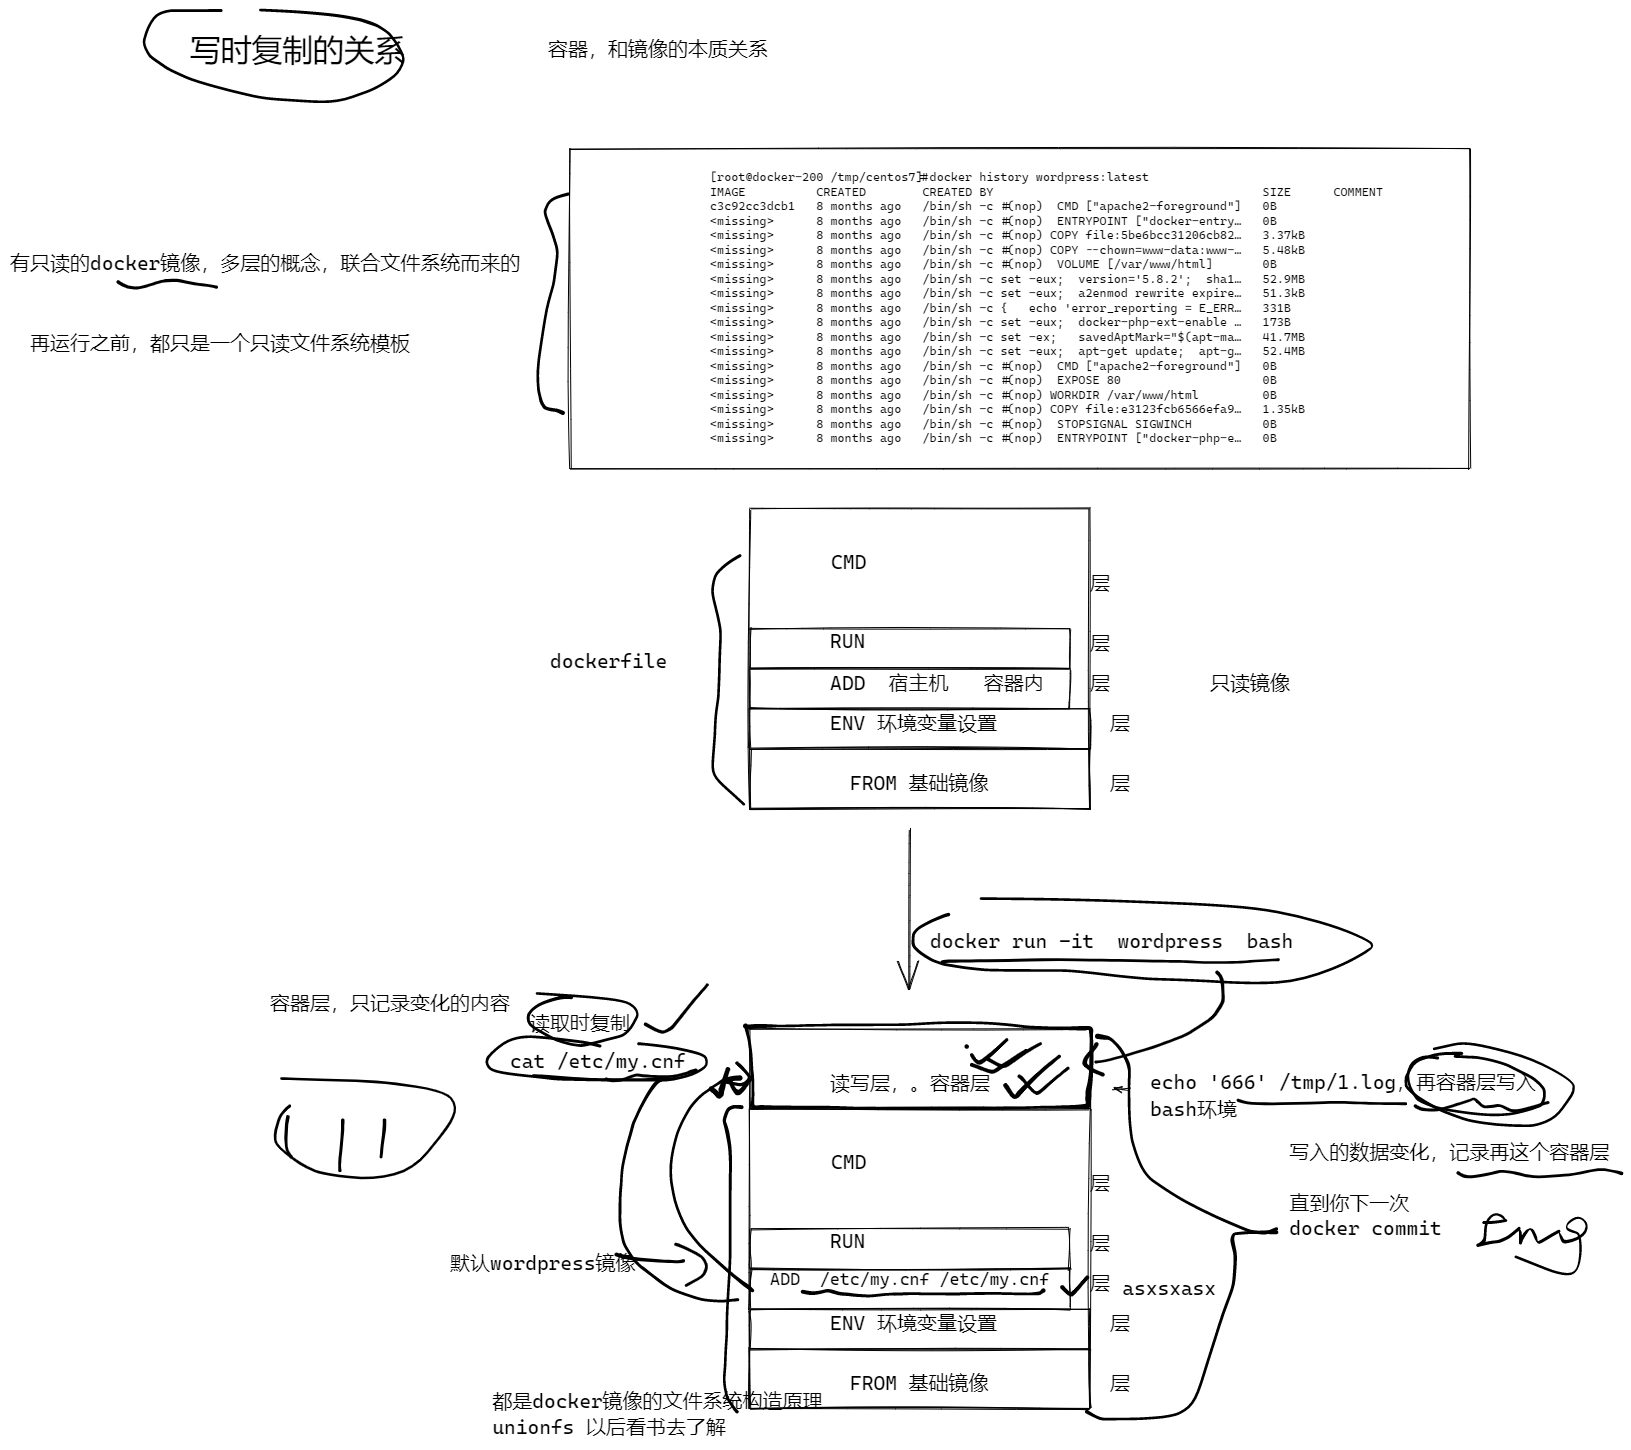 写时复制的关系
容器，和镜像的本质关系
[root@docker-200 /tmp/centos7]#docker history wordpress:latest
IMAGE CREATED CREATED BY SIZE COMMENT
c3c92cc3dcb1 8 months ago /bin/sh -c #(nop) CMD ["apache2-foreground"] 0B
<missing> 8 months ago /bin/sh -c #(nop) ENTRYPOINT ["docker-entry… 0B
<missing> 8 months ago /bin/sh -c #(nop) COPY file:5be6bcc31206cb82… 3.37kB
<missing> 8 months ago /bin/sh -c #(nop) COPY --chown=www-data:www-… 5.48kB
<missing> 8 months ago /bin/sh -c #(nop) VOLUME [/var/www/html] 0B
<missing> 8 months ago /bin/sh -c set -eux; version='5.8.2'; sha1… 52.9MB
<missing> 8 months ago /bin/sh -c set -eux; a2enmod rewrite expire… 51.3kB
<missing> 8 months ago /bin/sh -c { echo 'error_reporting = E_ERR… 331B
<missing> 8 months ago /bin/sh -c set -eux; docker-php-ext-enable … 173B
<missing> 8 months ago /bin/sh -c set -ex; savedAptMark="$(apt-ma… 41.7MB
<missing> 8 months ago /bin/sh -c set -eux; apt-get update; apt-g… 52.4MB
<missing> 8 months ago /bin/sh -c #(nop) CMD ["apache2-foreground"] 0B
<missing> 8 months ago /bin/sh -c #(nop) EXPOSE 80 0B
<missing> 8 months ago /bin/sh -c #(nop) WORKDIR /var/www/html 0B
<missing> 8 months ago /bin/sh -c #(nop) COPY file:e3123fcb6566efa9… 1.35kB
<missing> 8 months ago /bin/sh -c #(nop) STOPSIGNAL SIGWINCH 0B
<missing> 8 months ago /bin/sh -c #(nop) ENTRYPOINT ["docker-php-e… 0B
有只读的docker镜像，多层的概念，联合文件系统而来的
再运行之前，都只是一个只读文件系统模板
CMD
层
RUN 层
dockerfile
ADD 宿主机 容器内 层
只读镜像
ENV 环境变量设置 层
FROM 基础镜像 层
docker run -it wordpress bash
容器层，只记录变化的内容
读取时复制
cat /etc/my.cnf
读写层，。容器层
echo '666' /tmp/1.log，再容器层写入
bash环境
写入的数据变化，记录再这个容器层
直到你下一次
docker commit
CMD
层
RUN 层
默认wordpress镜像
ADD /etc/my.cnf /etc/my.cnf 层 asxsxasx
ENV 环境变量设置 层
FROM 基础镜像 层
都是docker镜像的文件系统构造原理
unionfs 以后看书去了解